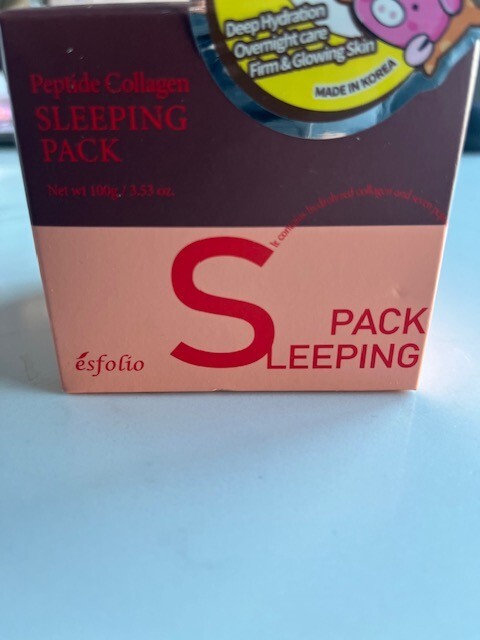 Deep Hydration
Overnight care
Firm & Glowing Skin
MADE IN KOREA
Peptide Collagen
SLEEPING
PACK
Net wt 100g / 3.53 oz.
It contains hydrolyzed collagen and
SLEEPING
PACK
ésfolio